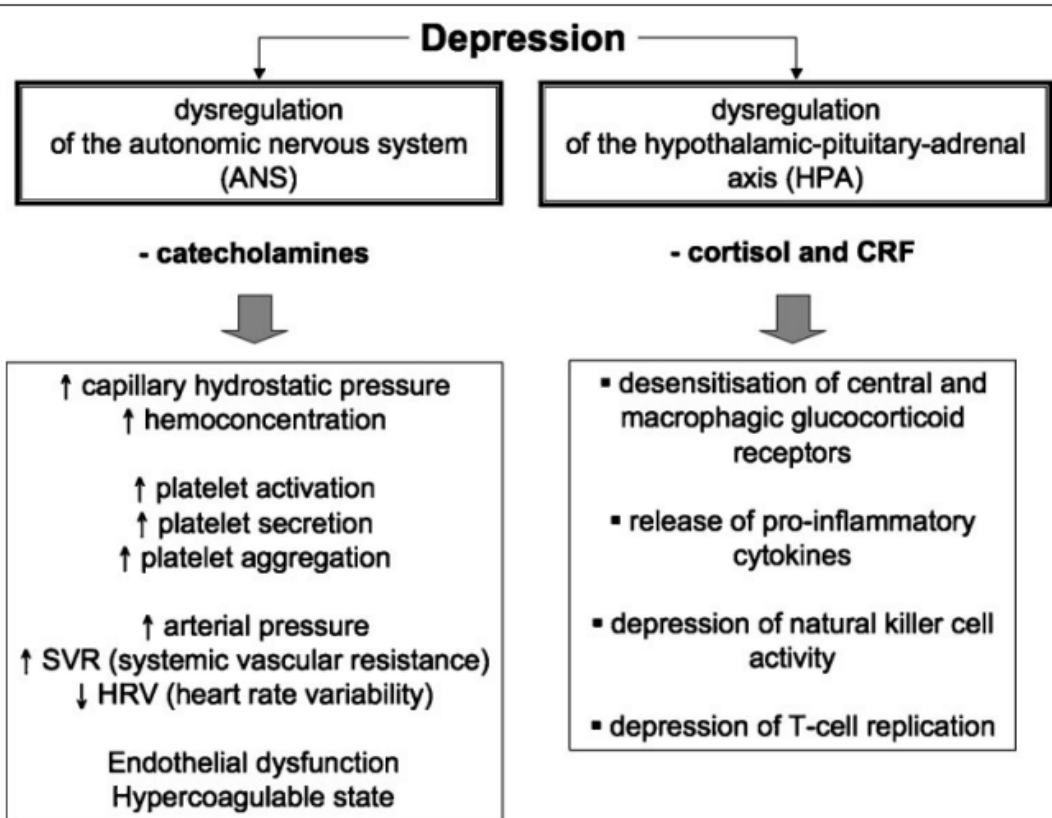 Depression
dysregulation
of the autonomic nervous system
(ANS)
- catecholamines
↑ capillary hydrostatic pressure
↑ hemoconcentration
↑ platelet activation
↑ platelet secretion
↑ platelet aggregation
↑ arterial pressure
↑ SVR (systemic vascular resistance)
↓ HRV (heart rate variability)
Endothelial dysfunction
Hypercoagulable state
dysregulation
of the hypothalamic-pituitary-adrenal
axis (HPA)
- cortisol and CRF
▪ desensitisation of central and
macrophagic glucocorticoid
receptors
▪ release of pro-inflammatory
cytokines
▪ depression of natural killer cell
activity
▪ depression of T-cell replication